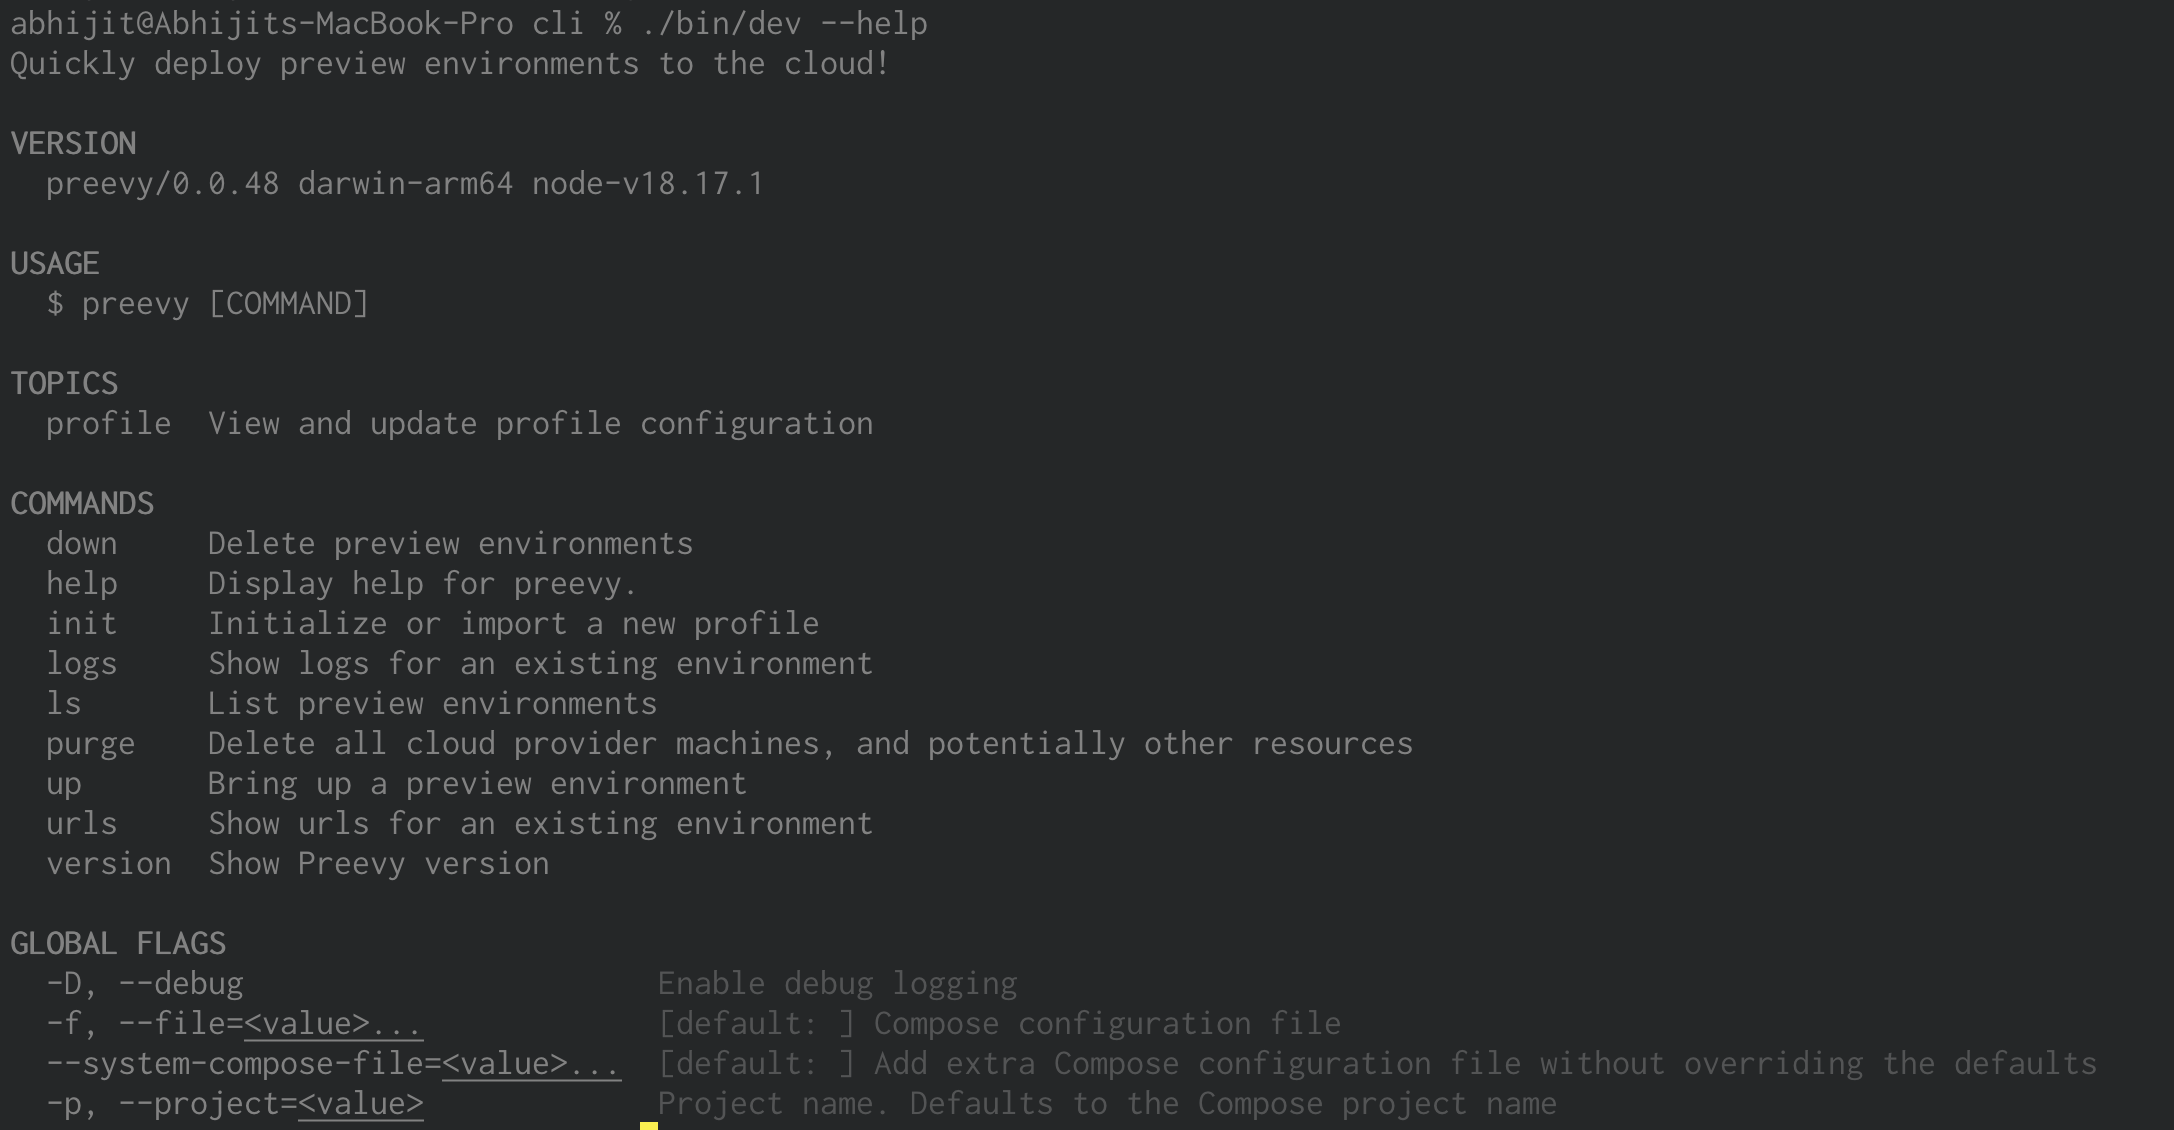 abhijit@Abhijits-MacBook-Pro cli % ./bin/dev --help
Quickly deploy preview environments to the cloud!
VERSION
preevy/0.0.48 darwin-arm64 node-v18.17.1
USAGE
$ preevy [COMMAND]
TOPICS
profile  View and update profile configuration
COMMANDS
down     Delete preview environments
help     Display help for preevy.
init     Initialize or import a new profile
logs     Show logs for an existing environment
ls       List preview environments
purge    Delete all cloud provider machines, and potentially other resources
up       Bring up a preview environment
urls     Show urls for an existing environment
version  Show Preevy version
GLOBAL FLAGS
-D, --debug                       Enable debug logging
-f, --file=<value>...             [default: ] Compose configuration file
--system-compose-file=<value>...  [default: ] Add extra Compose configuration file without overriding the defaults
-p, --project=<value>             Project name. Defaults to the Compose project name